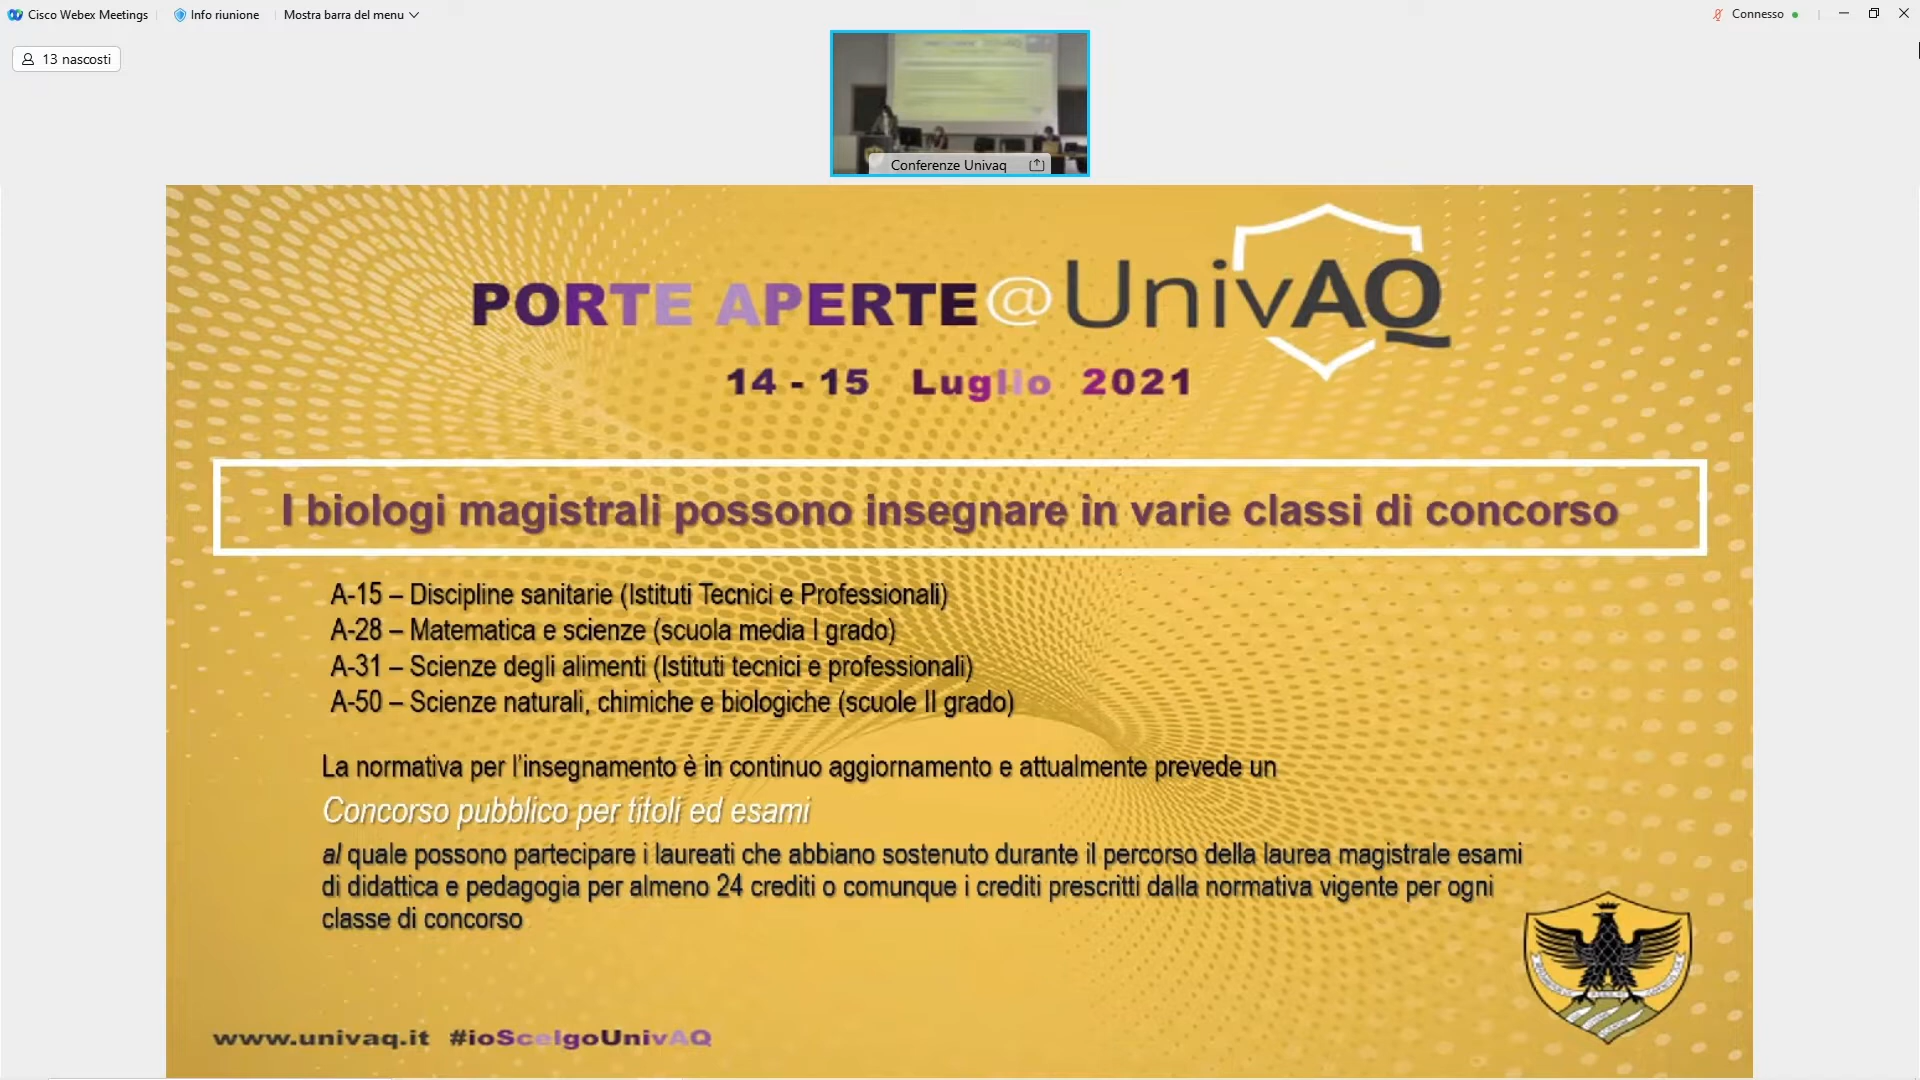 Cisco Webex Meetings
Info riunione
Mostra barra del menu
Connesso
13 nascosti
Conferenze Univaq
PORTE APERTE@UnivAQ
14 - 15 Luglio 2021
I biologi magistrali possono insegnare in varie classi di concorso
A-15 – Discipline sanitarie (Istituti Tecnici e Professionali)
A-28 – Matematica e scienze (scuola media I grado)
A-31 – Scienze degli alimenti (Istituti tecnici e professionali)
A-50 – Scienze naturali, chimiche e biologiche (scuole II grado)
La normativa per l'insegnamento è in continuo aggiornamento e attualmente prevede un
Concorso pubblico per titoli ed esami
al quale possono partecipare i laureati che abbiano sostenuto durante il percorso della laurea magistrale esami
di didattica e pedagogia per almeno 24 crediti o comunque i crediti prescritti dalla normativa vigente per ogni
classe di concorso
www.univaq.it #ioScelgoUnivAQ